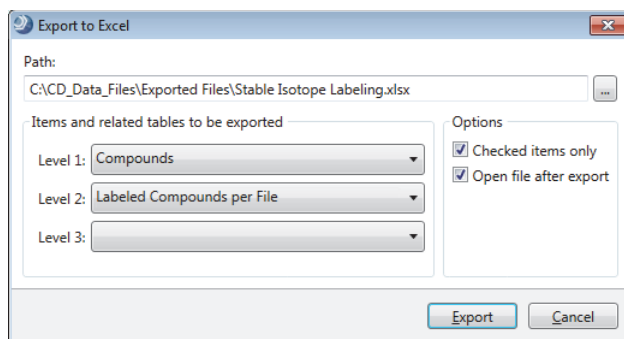 Export to Excel
Path:
C:\CD_Data_Files\Exported Files\Stable Isotope Labeling.xlsx
...
Items and related tables to be exported
Level 1: Compounds
Level 2: Labeled Compounds per File
Level 3:
Options
Checked items only
Open file after export
Export Cancel